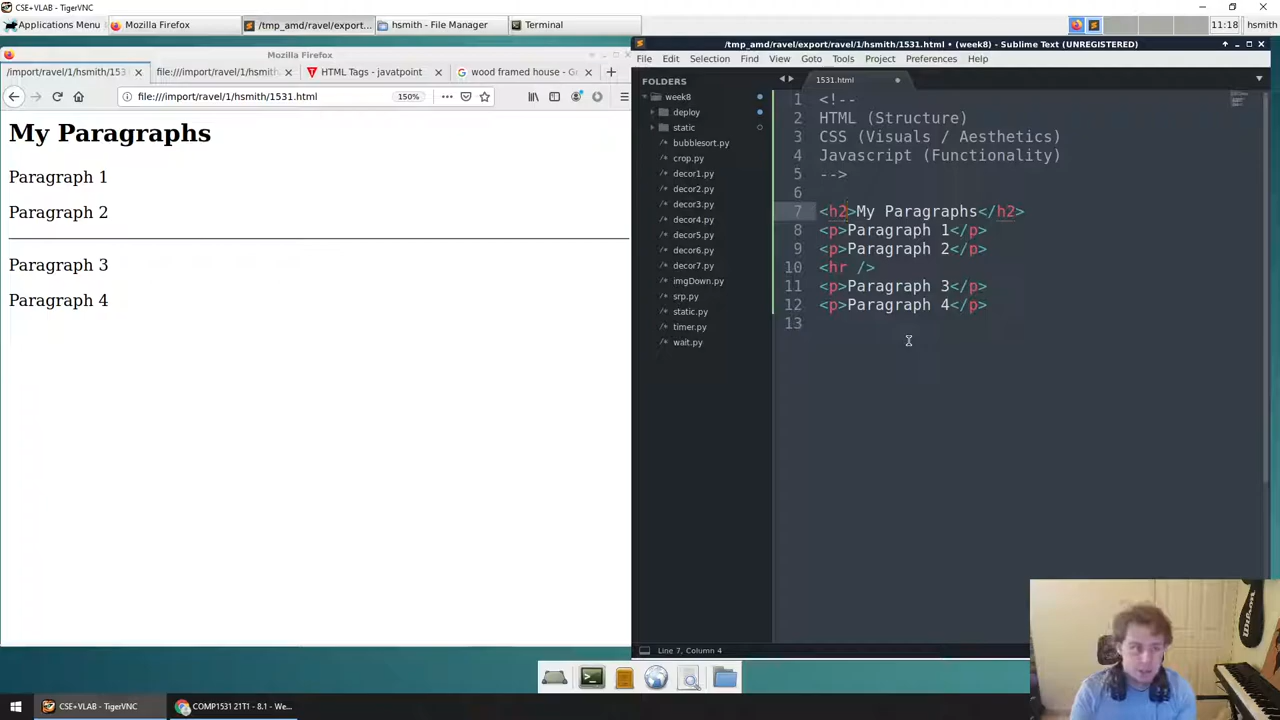 CSE+VLAB - TigerVNC
Applications Menu
Mozilla Firefox
/tmp_amd/ravel/export...
hsmith - File Manager
Terminal
11:18
hsmith
Mozilla Firefox
/import/ravel/1/hsmith/1531
file:///import/ravel/1/hsmith
HTML Tags - javatpoint
wood framed house - Go
file:///import/ravel/1/hsmith/1531.html
150%
My Paragraphs
Paragraph 1
Paragraph 2
Paragraph 3
Paragraph 4
/tmp_amd/ravel/export/ravel/1/hsmith/1531.html • (week8) - Sublime Text (UNREGISTERED)
File Edit Selection Find View Goto Tools Project Preferences Help
FOLDERS
week8
deploy
static
bubblesort.py
crop.py
decor1.py
decor2.py
decor3.py
decor4.py
decor5.py
decor6.py
decor7.py
imgDown.py
srp.py
static.py
timer.py
wait.py
1531.html
1 <!--
2 HTML (Structure)
3 CSS (Visuals / Aesthetics)
4 Javascript (Functionality)
5 -->
6
7 <h2>My Paragraphs</h2>
8 <p>Paragraph 1</p>
9 <p>Paragraph 2</p>
10 <hr />
11 <p>Paragraph 3</p>
12 <p>Paragraph 4</p>
13
Line 7, Column 4
Wilson
CSE+VLAB - TigerVNC
COMP1531 21T1 - 8.1 - We...